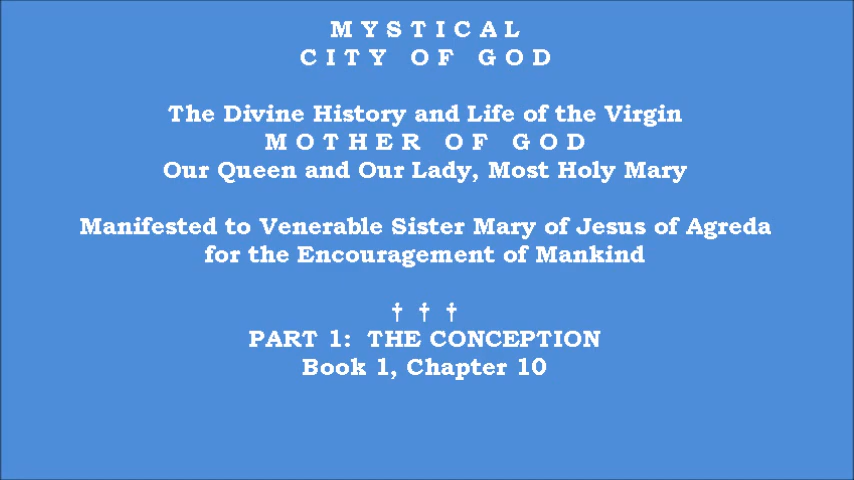 M Y S T I C A L
C I T Y  O F  G O D
The Divine History and Life of the Virgin
M O T H E R  O F  G O D
Our Queen and Our Lady, Most Holy Mary
Manifested to Venerable Sister Mary of Jesus of Agreda
for the Encouragement of Mankind
† † †
PART 1:  THE CONCEPTION
Book 1, Chapter 10